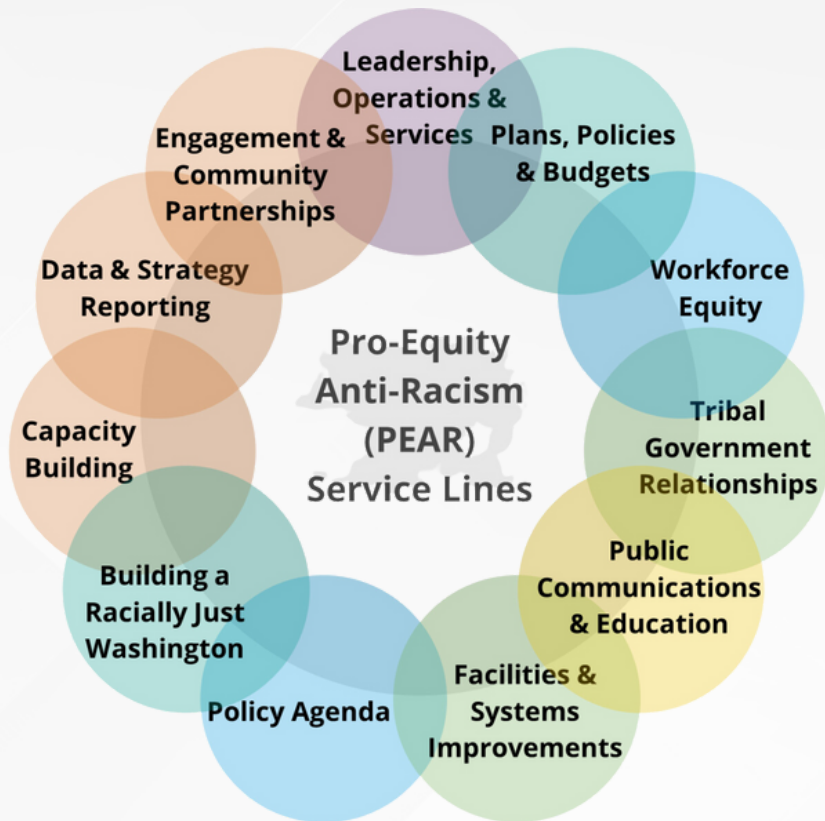 Leadership,
Operations &
Services
Plans, Policies
& Budgets
Workforce
Equity
Tribal
Government
Relationships
Public
Communications
& Education
Facilities &
Systems
Improvements
Policy Agenda
Building a
Racially Just
Washington
Capacity
Building
Data & Strategy
Reporting
Engagement &
Community
Partnerships
Pro-Equity
Anti-Racism
(PEAR)
Service Lines